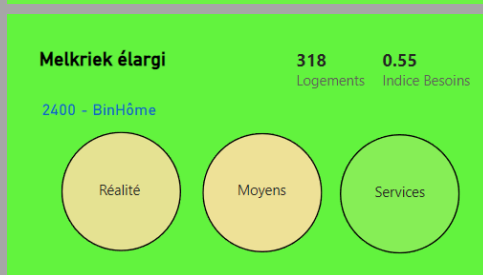 Melkriek élargi
318
0.55
Logements
Indice Besoins
2400 - BinHôme
Réalité
Moyens
Services